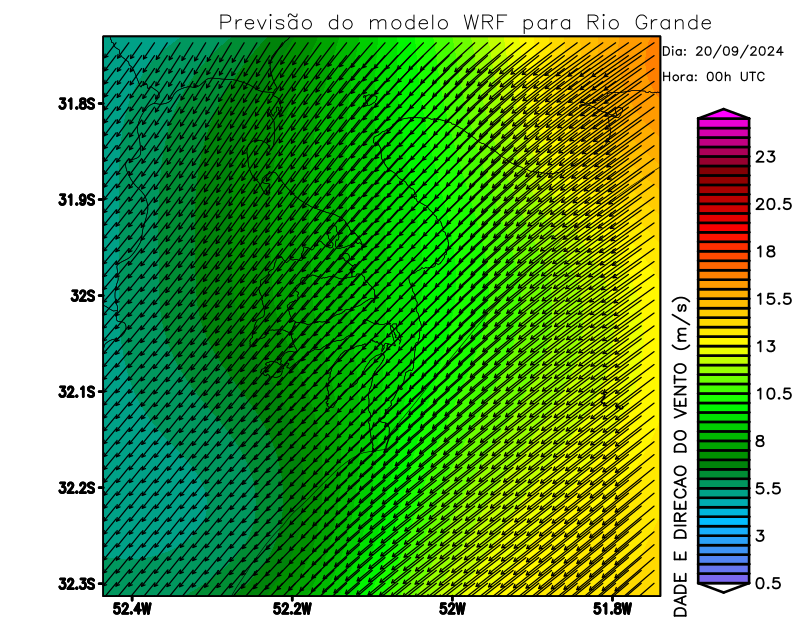 Previsão do modelo WRF para Rio Grande
Dia: 20/09/2024
Hora: 00h UTC
31.8S
31.9S
32S
32.1S
32.2S
32.3S
52.4W
52.2W
52W
51.8W
23
20.5
18
15.5
13
10.5
8
5.5
3
0.5
DADE E DIRECAO DO VENTO (m/s)